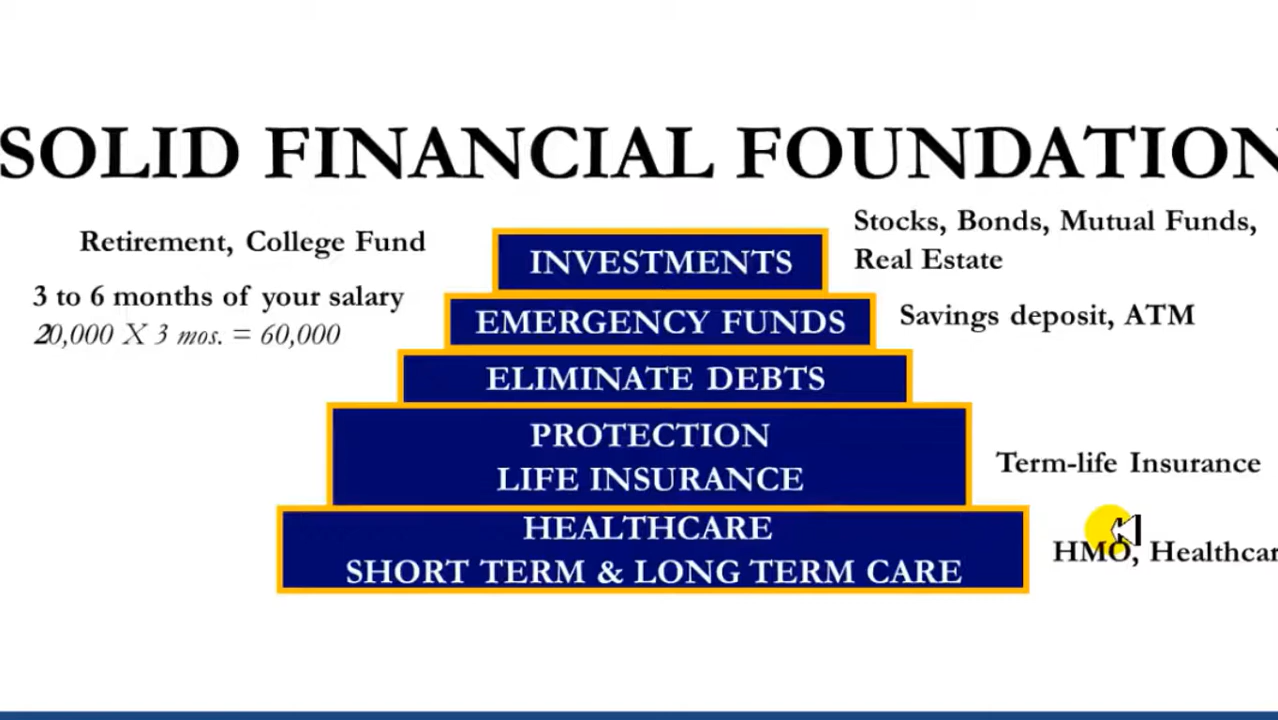 SOLID FINANCIAL FOUNDATION
Retirement, College Fund
3 to 6 months of your salary
20,000 X 3 mos. = 60,000
INVESTMENTS
EMERGENCY FUNDS
ELIMINATE DEBTS
PROTECTION
LIFE INSURANCE
HEALTHCARE
SHORT TERM & LONG TERM CARE
Stocks, Bonds, Mutual Funds,
Real Estate
Savings deposit, ATM
Term-life Insurance
HMO, Healthcar